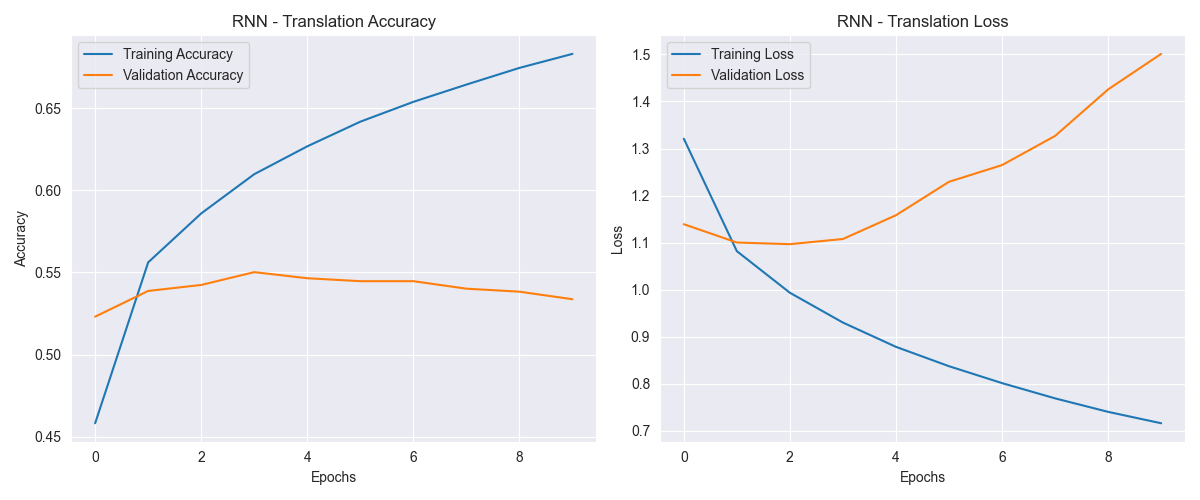 RNN - Translation Accuracy
Training Accuracy
Validation Accuracy
0.65
0.60
0.55
0.50
0.45
Accuracy
0 2 4 6 8
Epochs
RNN - Translation Loss
Training Loss
Validation Loss
1.5
1.4
1.3
1.2
1.1
1.0
0.9
0.8
0.7
Loss
0 2 4 6 8
Epochs